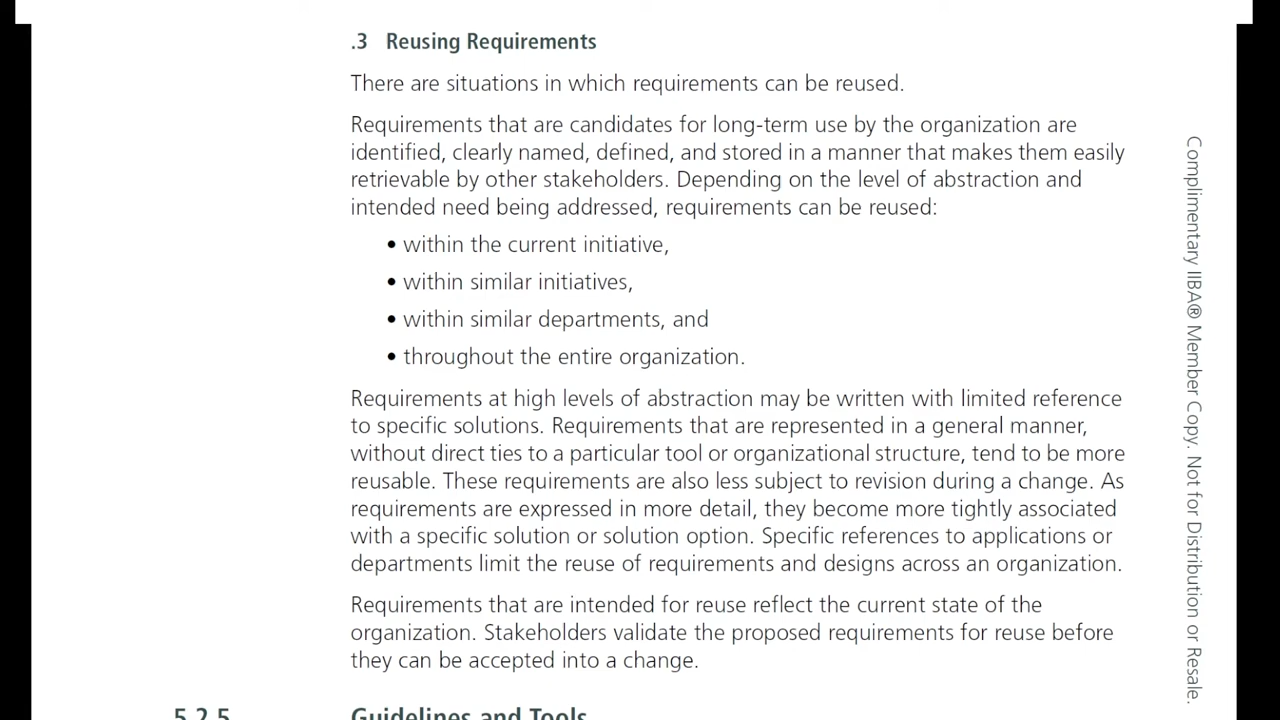 .3 Reusing Requirements
There are situations in which requirements can be reused.
Requirements that are candidates for long-term use by the organization are
identified, clearly named, defined, and stored in a manner that makes them easily
retrievable by other stakeholders. Depending on the level of abstraction and
intended need being addressed, requirements can be reused:
• within the current initiative,
• within similar initiatives,
• within similar departments, and
• throughout the entire organization.
Requirements at high levels of abstraction may be written with limited reference
to specific solutions. Requirements that are represented in a general manner,
without direct ties to a particular tool or organizational structure, tend to be more
reusable. These requirements are also less subject to revision during a change. As
requirements are expressed in more detail, they become more tightly associated
with a specific solution or solution option. Specific references to applications or
departments limit the reuse of requirements and designs across an organization.
Requirements that are intended for reuse reflect the current state of the
organization. Stakeholders validate the proposed requirements for reuse before
they can be accepted into a change.
5.2.5 Guidelines and Tools
Complimentary IIBA® Member Copy. Not for Distribution or Resale.